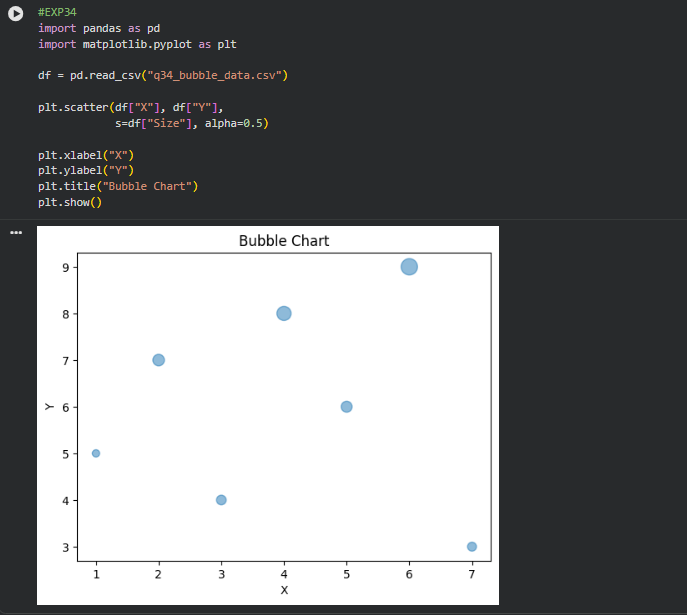 #EXP34
import pandas as pd
import matplotlib.pyplot as plt
df = pd.read_csv("q34_bubble_data.csv")
plt.scatter(df["X"], df["Y"],
s=df["Size"], alpha=0.5)
plt.xlabel("X")
plt.ylabel("Y")
plt.title("Bubble Chart")
plt.show()
Bubble Chart
9
8
7
6
5
4
3
Y
1 2 3 4 5 6 7
X